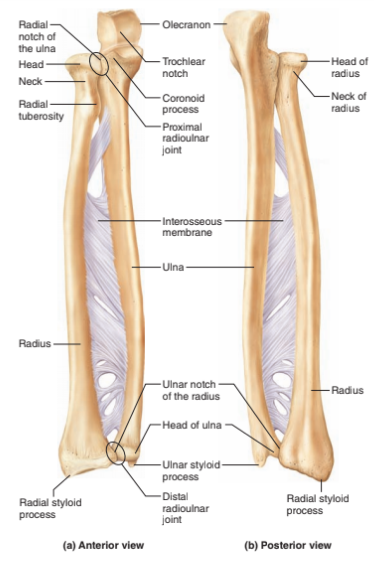 Radial
notch of
the ulna
Head
Neck
Radial
tuberosity
Olecranon
Trochlear
notch
Coronoid
process
Proximal
radioulnar
joint
Head of
radius
Neck of
radius
Interosseous
membrane
Ulna
Radius
Ulnar notch
of the radius
Radius
Head of ulna
Ulnar styloid
process
Distal
radioulnar
joint
Radial styloid
process
Radial styloid
process
(a) Anterior view
(b) Posterior view